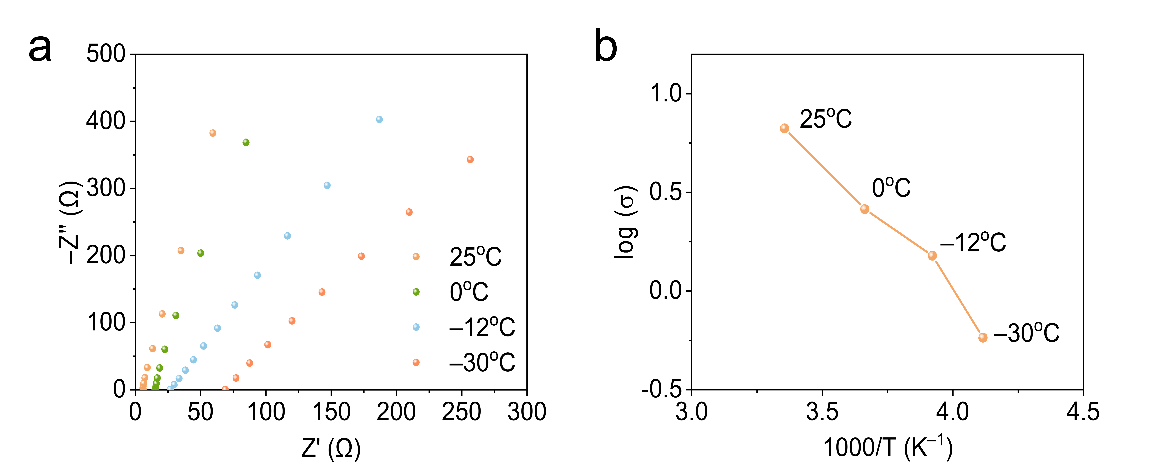 a
500
400
300
200
100
0
0 50 100 150 200 250 300
–Z'' (Ω)
Z' (Ω)
25°C
0°C
–12°C
–30°C
b
1.0
0.5
0.0
-0.5
3.0 3.5 4.0 4.5
log (σ)
1000/T (K⁻¹)
25°C
0°C
–12°C
–30°C